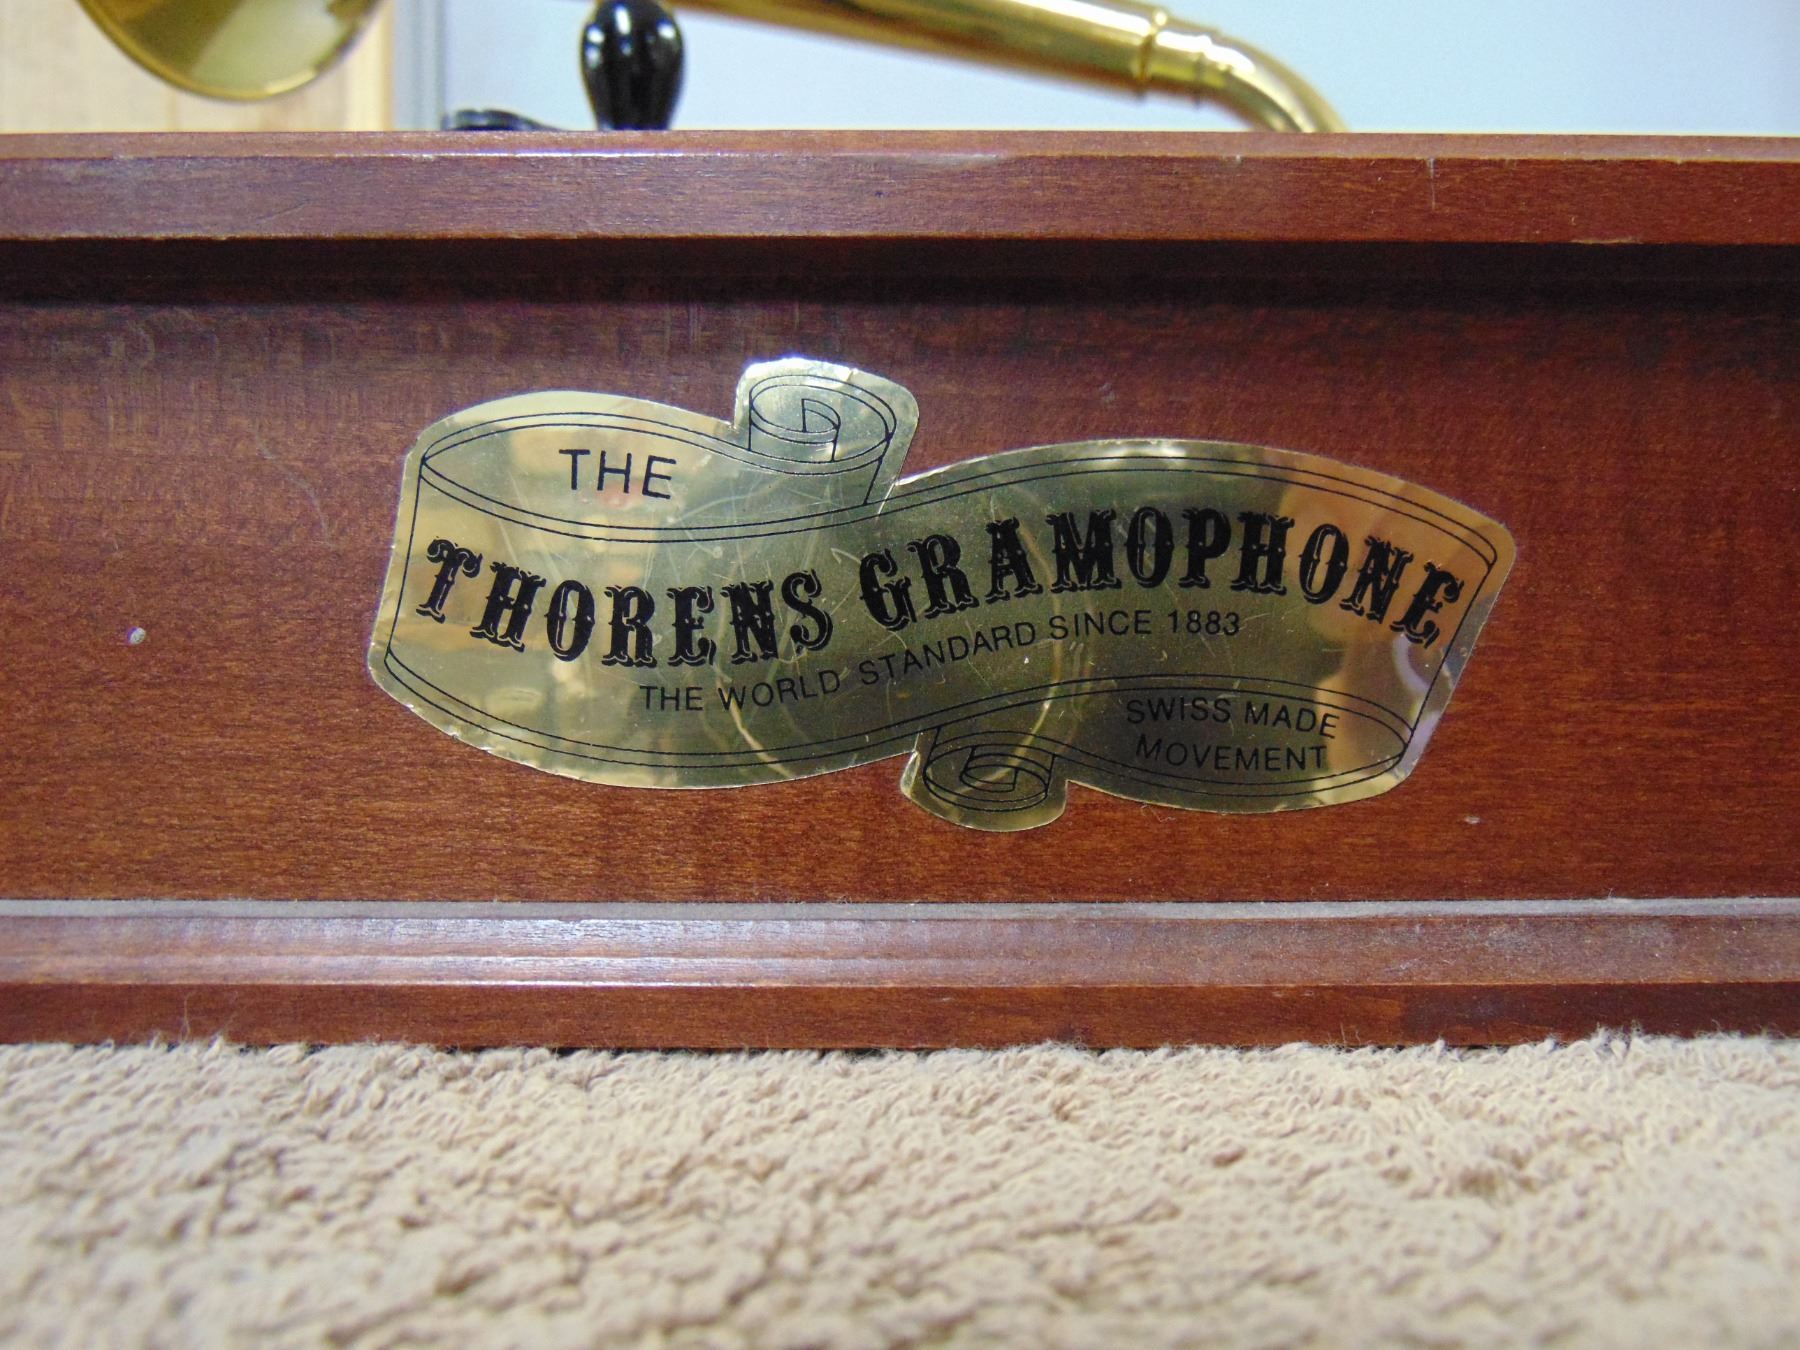 THE
THORENS GRAMOPHONE
THE WORLD STANDARD SINCE 1883
SWISS MADE
MOVEMENT